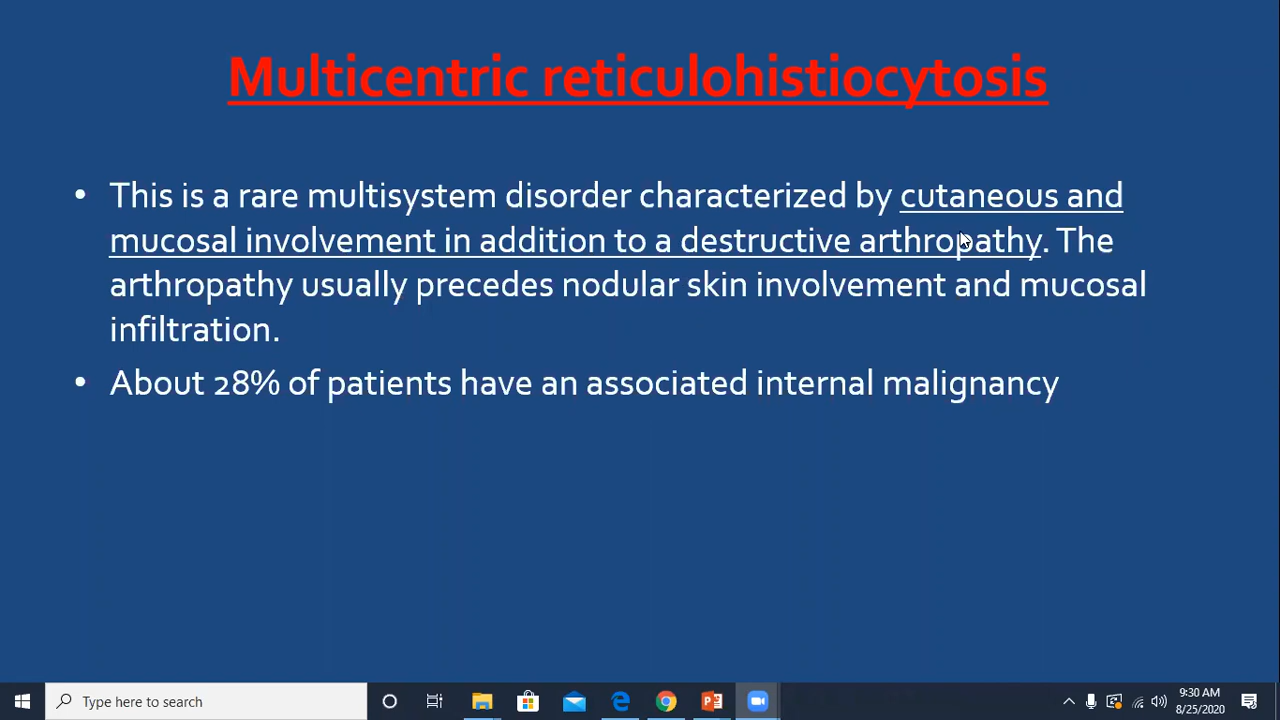 Multicentric reticulohistiocytosis
• This is a rare multisystem disorder characterized by cutaneous and
mucosal involvement in addition to a destructive arthropathy. The
arthropathy usually precedes nodular skin involvement and mucosal
infiltration.
• About 28% of patients have an associated internal malignancy
Type here to search
9:30 AM
8/25/2020